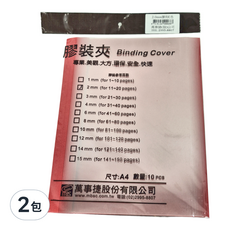 膠裝夾 Binding Cover
專業.美觀.大方.環保.安全.快速
1 mm (for 1~10 pages)
2 mm (for 11~20 pages)
3 mm (for 21~30 pages)
4 mm (for 31~40 pages)
6 mm (for 41~60 pages)
8 mm (for 61~80 pages)
10 mm (for 81~100 pages)
12 mm (for 101~120 pages)
14 mm (for 121~140 pages)
15 mm (for 141~150 pages)
尺寸:A4 數量:10 PCS
萬事捷股份有限公司
2包